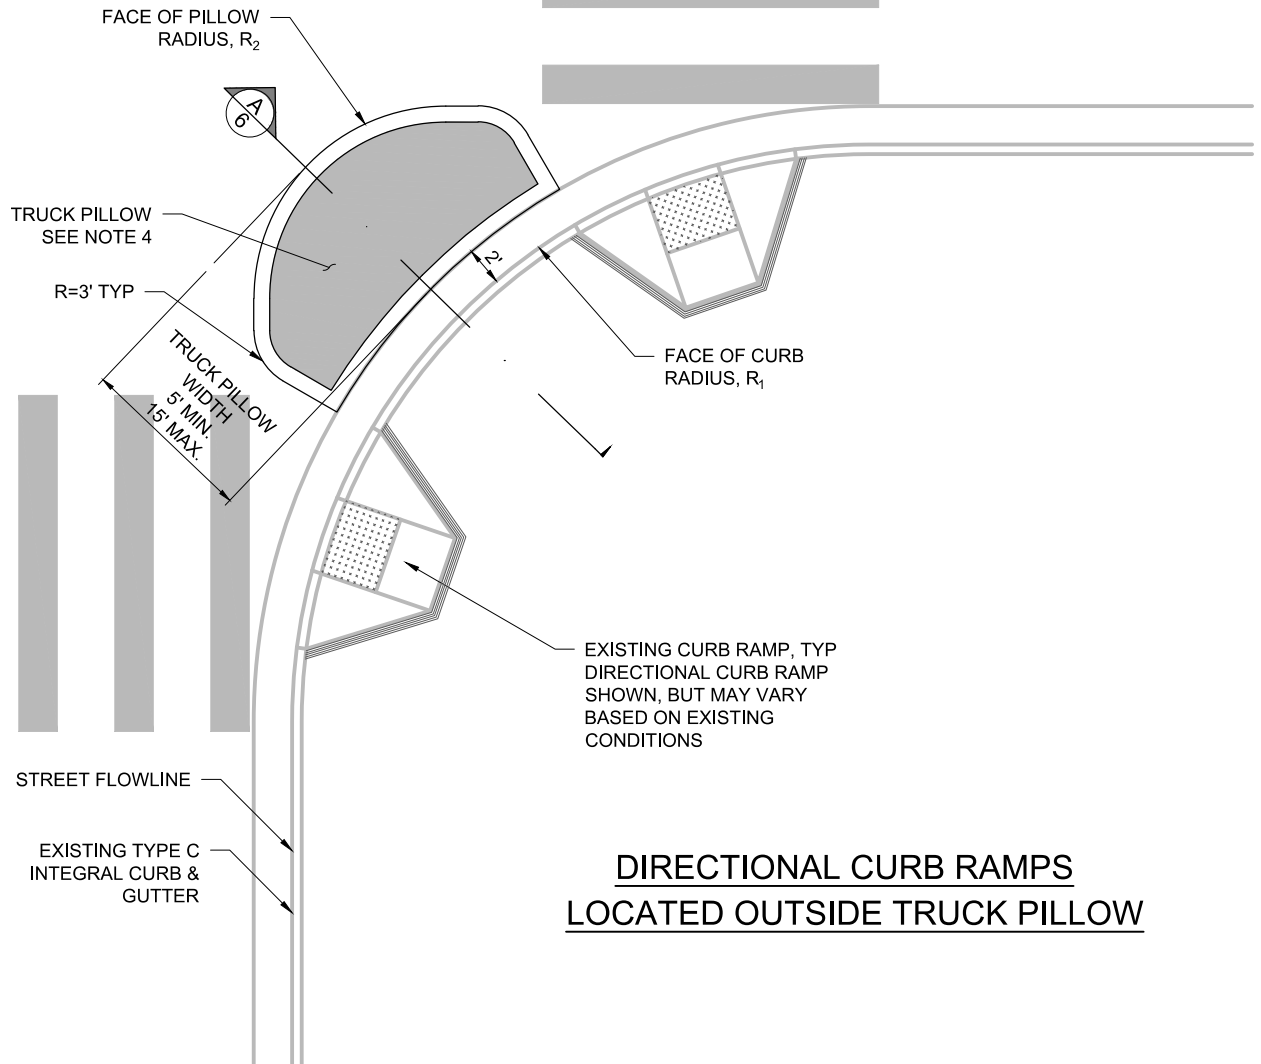 FACE OF PILLOW
RADIUS, R2
A
6
TRUCK PILLOW
SEE NOTE 4
R=3' TYP
TRUCK PILLOW
WIDTH
5' MIN.
15' MAX.
2'
FACE OF CURB
RADIUS, R1
EXISTING CURB RAMP, TYP
DIRECTIONAL CURB RAMP
SHOWN, BUT MAY VARY
BASED ON EXISTING
CONDITIONS
STREET FLOWLINE
EXISTING TYPE C
INTEGRAL CURB &
GUTTER
DIRECTIONAL CURB RAMPS
LOCATED OUTSIDE TRUCK PILLOW